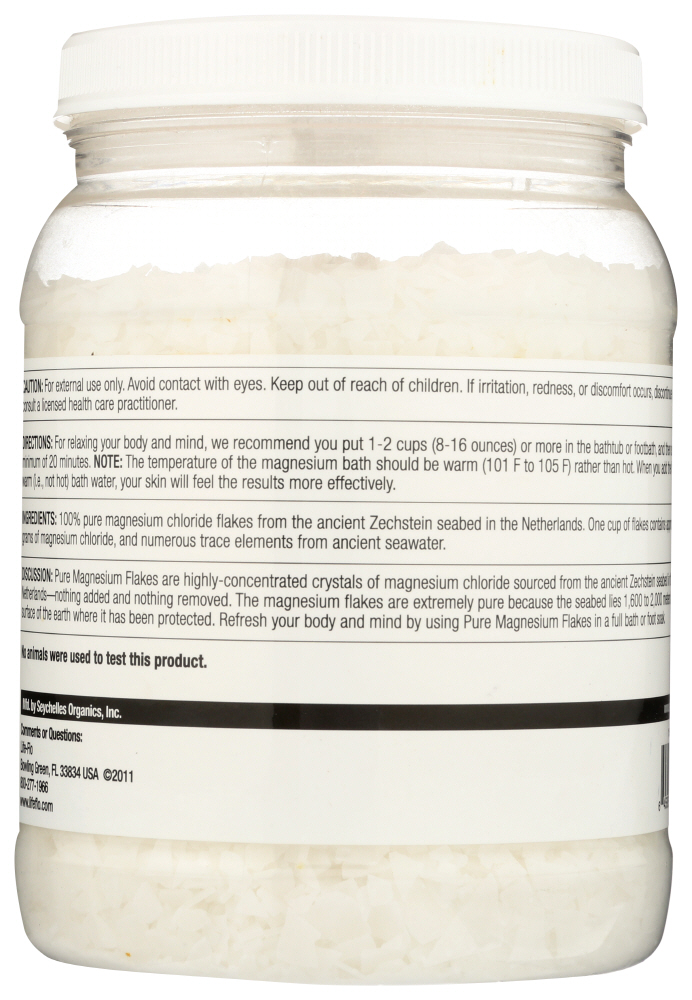 CAUTION: For external use only. Avoid contact with eyes. Keep out of reach of children. If irritation, redness, or discomfort occurs,
consult a licensed health care practitioner.
DIRECTIONS: For relaxing your body and mind, we recommend you put 1-2 cups (8-16 ounces) or more in the bathtub or footbath, and
minimum of 20 minutes. NOTE: The temperature of the magnesium bath should be warm (101 F to 105 F) rather than hot. When you add
warm (i.e., not hot) bath water, your skin will feel the results more effectively.
INGREDIENTS: 100% pure magnesium chloride flakes from the ancient Zechstein seabed in the Netherlands. One cup of flakes contains
grams of magnesium chloride, and numerous trace elements from ancient seawater.
DISCUSSION: Pure Magnesium Flakes are highly-concentrated crystals of magnesium chloride sourced from the ancient Zechstein seabed
Netherlands—nothing added and nothing removed. The magnesium flakes are extremely pure because the seabed lies 1,600 to 2,000
surface of the earth where it has been protected. Refresh your body and mind by using Pure Magnesium Flakes in a full bath or foot soak.
No animals were used to test this product.
by Seychelles Organics, Inc.
Comments or Questions:
Life-Flo
Bowling Green, FL 33834 USA ©2011
800-277-1966
www.lifeflo.com